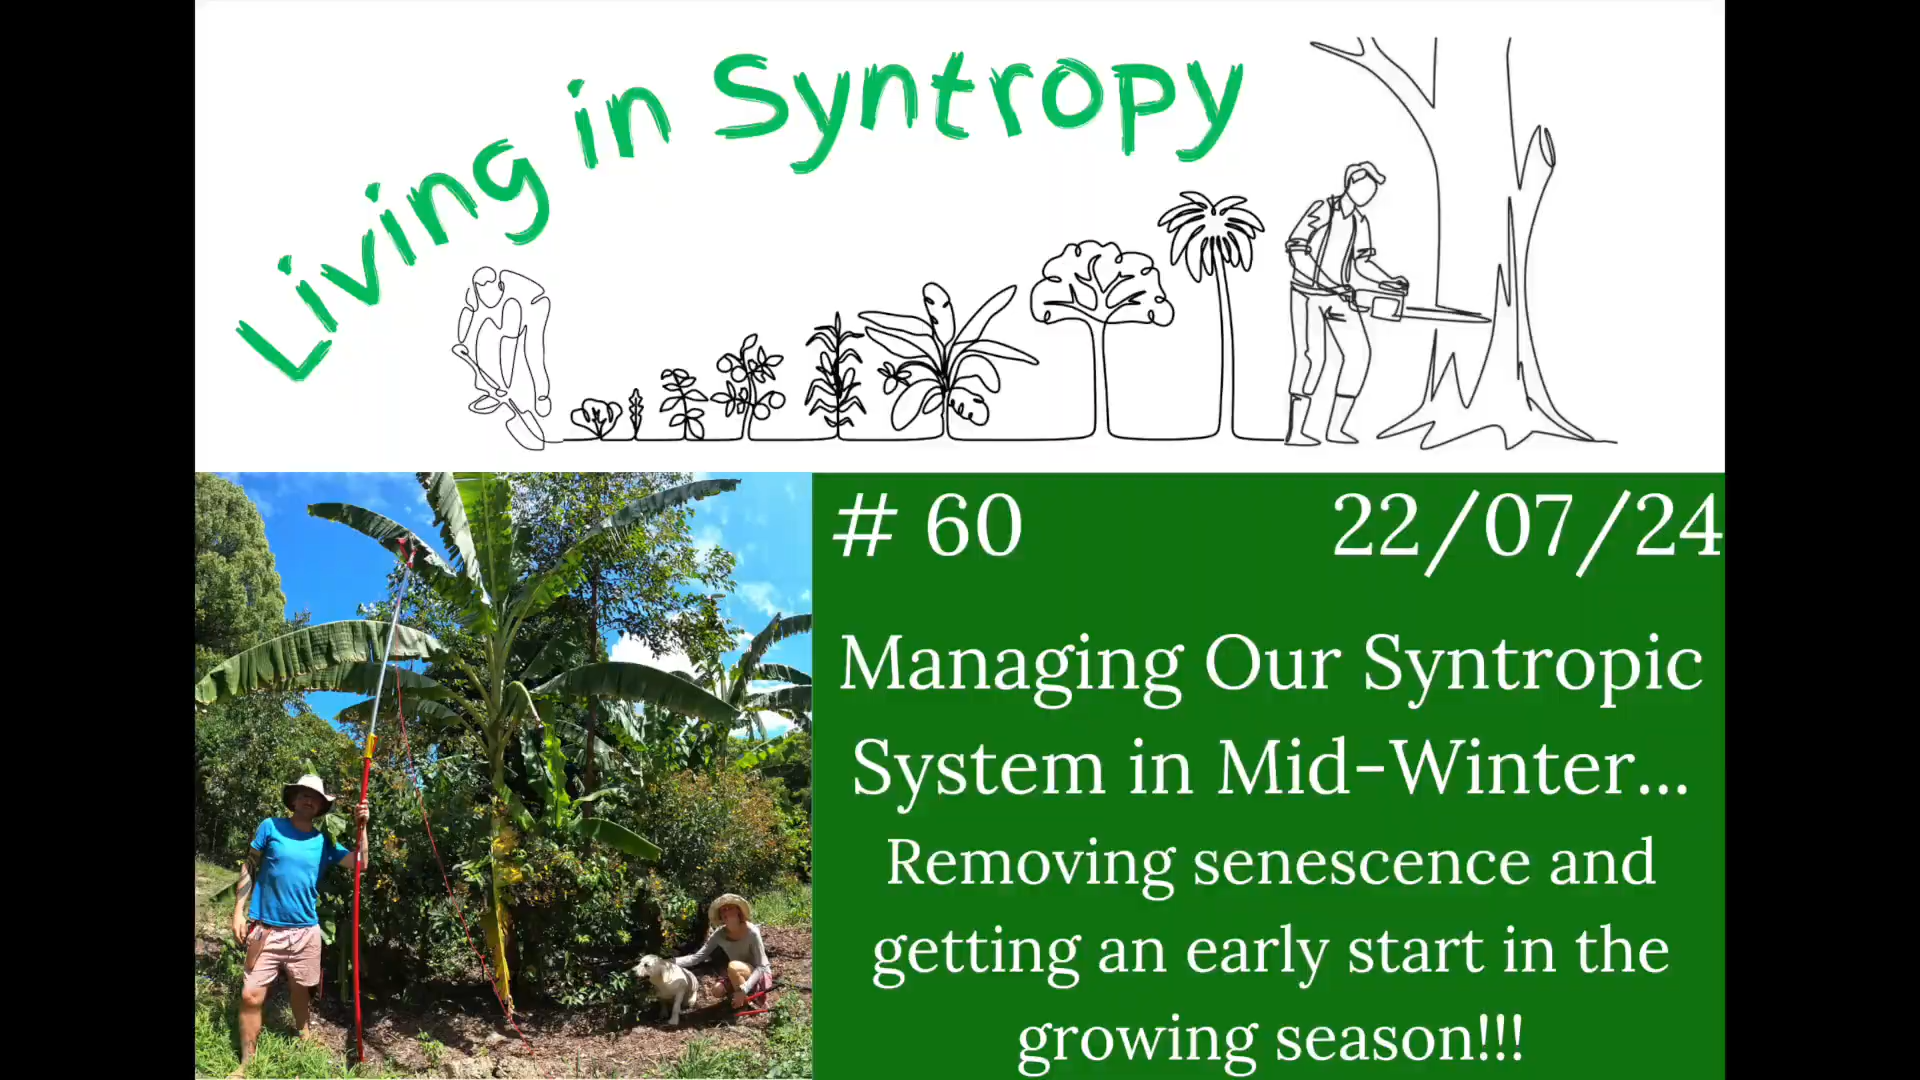 Living in Syntropy
# 60 22/07/24
Managing Our Syntropic
System in Mid-Winter...
Removing senescence and
getting an early start in the
growing season!!!